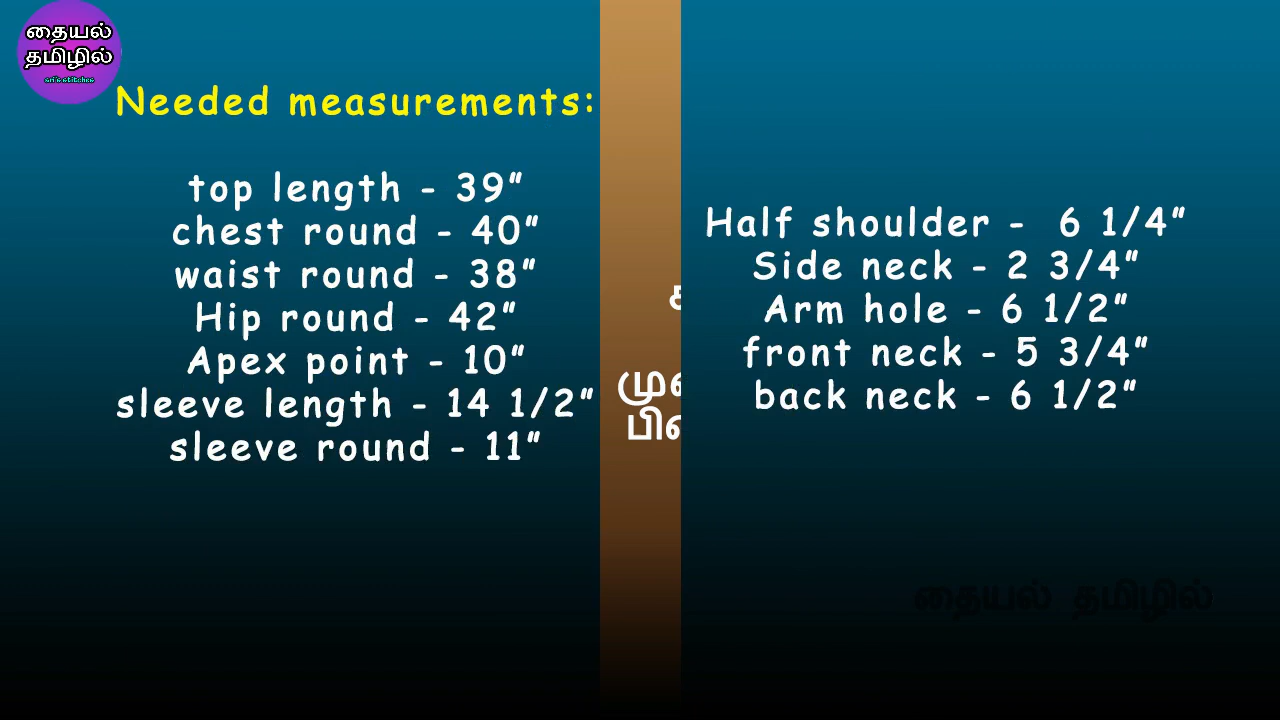 தையல்
தமிழில்
sri's stitches
Needed measurements:
top length - 39"
chest round - 40"
waist round - 38"
Hip round - 42"
Apex point - 10"
sleeve length - 14 1/2"
sleeve round - 11"
Half shoulder - 6 1/4"
Side neck - 2 3/4"
Arm hole - 6 1/2"
front neck - 5 3/4"
back neck - 6 1/2"
தையல் தமிழில்